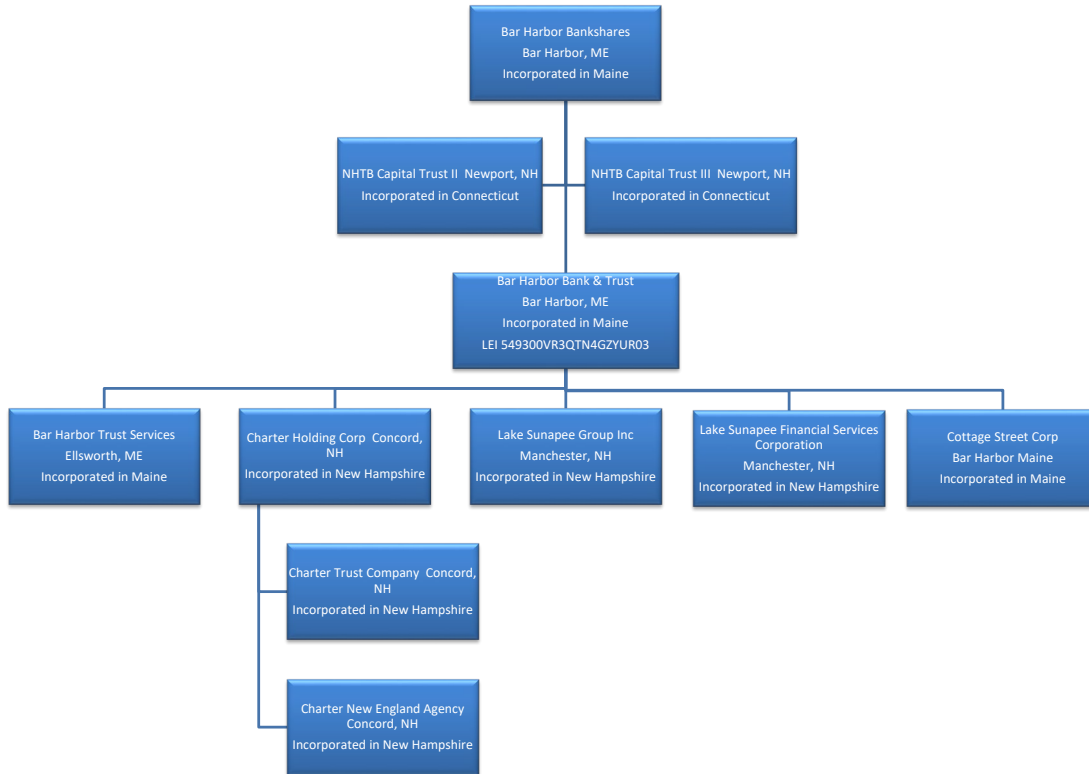 Bar Harbor Bankshares
Bar Harbor, ME
Incorporated in Maine
NHTB Capital Trust II  Newport, NH
Incorporated in Connecticut
NHTB Capital Trust III  Newport, NH
Incorporated in Connecticut
Bar Harbor Bank & Trust
Bar Harbor, ME
Incorporated in Maine
LEI 549300VR3QTN4GZYUR03
Bar Harbor Trust Services
Ellsworth, ME
Incorporated in Maine
Charter Holding Corp  Concord,
NH
Incorporated in New Hampshire
Lake Sunapee Group Inc
Manchester, NH
Incorporated in New Hampshire
Lake Sunapee Financial Services
Corporation
Manchester, NH
Incorporated in New Hampshire
Cottage Street Corp
Bar Harbor Maine
Incorporated in Maine
Charter Trust Company  Concord,
NH
Incorporated in New Hampshire
Charter New England Agency
Concord, NH
Incorporated in New Hampshire